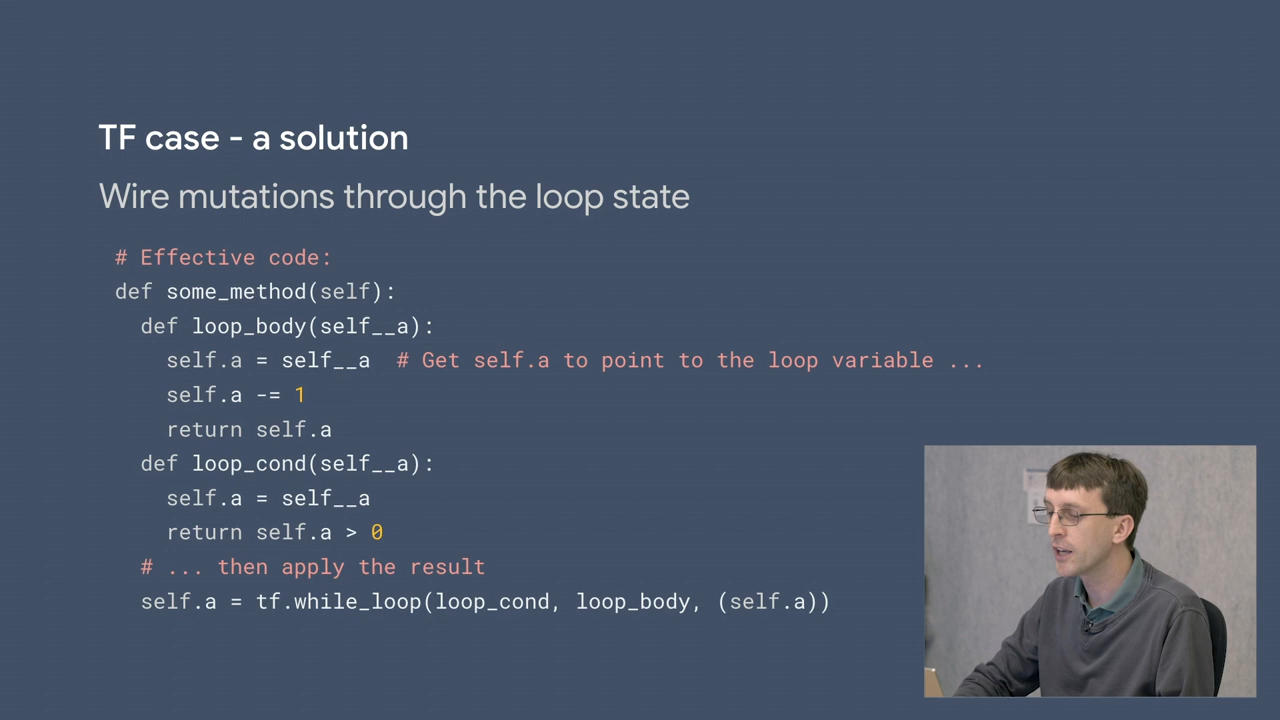 TF case - a solution
Wire mutations through the loop state
# Effective code:
def some_method(self):
  def loop_body(self__a):
    self.a = self__a  # Get self.a to point to the loop variable ...
    self.a -= 1
    return self.a
  def loop_cond(self__a):
    self.a = self__a
    return self.a > 0
  # ... then apply the result
  self.a = tf.while_loop(loop_cond, loop_body, (self.a))